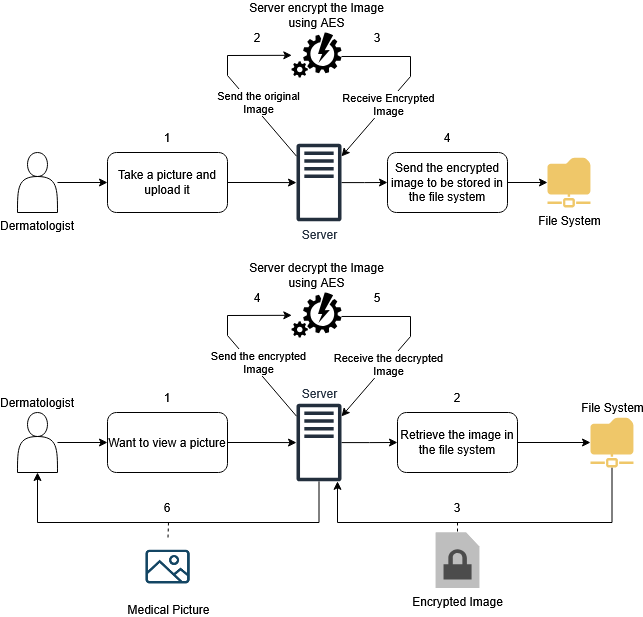 Server encrypt the Image
using AES
2
3
Send the original
Image
Receive Encrypted
Image
1
4
Take a picture and
upload it
Send the encrypted
image to be stored in
the file system
Dermatologist
Server
File System
Server decrypt the Image
using AES
4
5
Send the encrypted
Image
Receive the decrypted
Image
Dermatologist
1
Server
2
File System
Want to view a picture
Retrieve the image in
the file system
6
3
Medical Picture
Encrypted Image